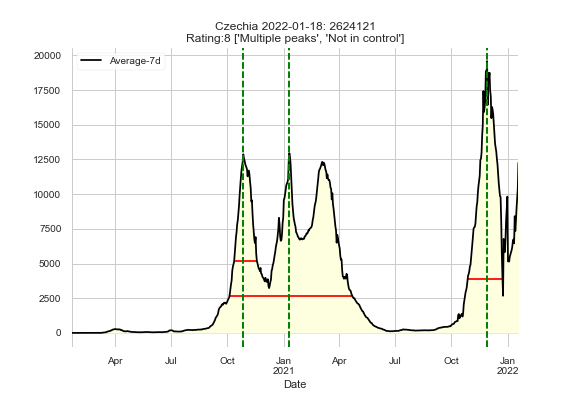 Czechia 2022-01-18: 2624121
Rating:8 ['Multiple peaks', 'Not in control']
Average-7d
20000
17500
15000
12500
10000
7500
5000
2500
0
Apr Jul Oct Jan Apr Jul Oct Jan
2021 2022
Date